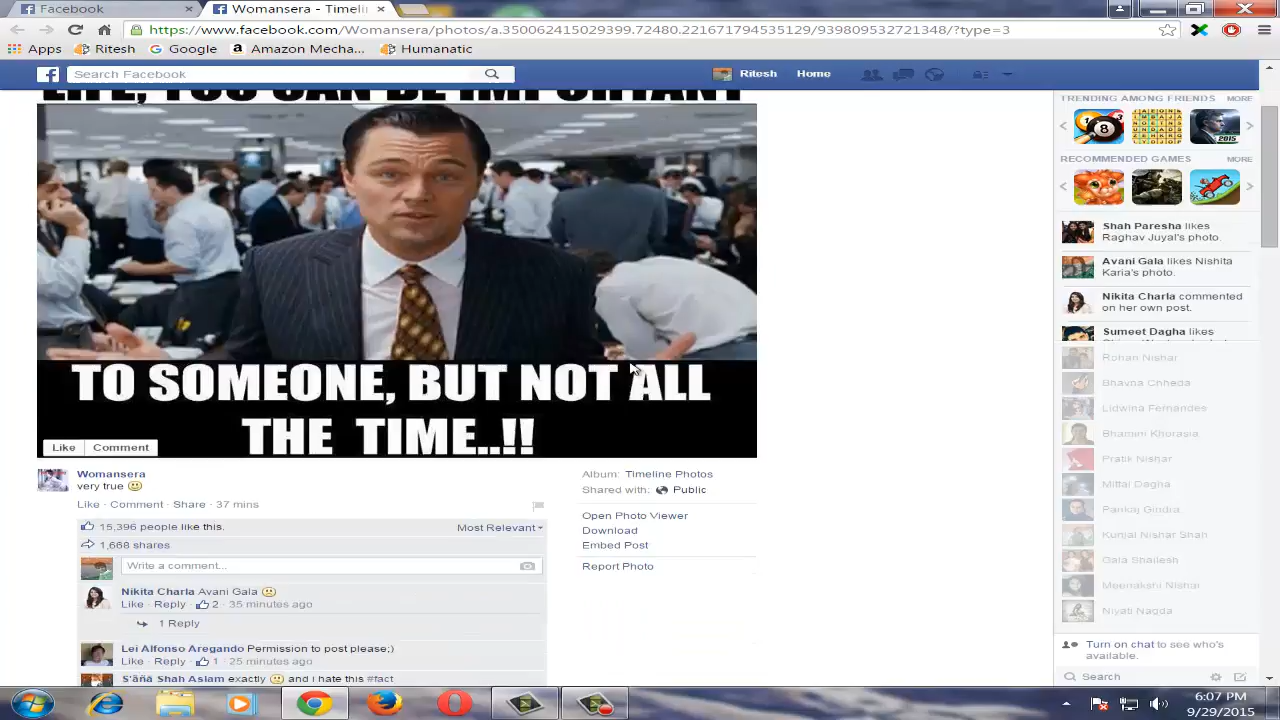 Facebook
Womansera - Timeli
https://www.facebook.com/Womansera/photos/a.350062415029399.72480.221671794535129/939809532721348/?type=3
Apps
Ritesh
Google
Amazon Mecha...
Humanatic
Search Facebook
Ritesh
Home
LIFE, YOU CAN BE IMPORTANT
TO SOMEONE, BUT NOT ALL
THE TIME..!!
Like
Comment
Womansera
very true
Like · Comment · Share · 37 mins
15,396 people like this.
Most Relevant
1,668 shares
Write a comment...
Nikita Charla Avani Gala
Like · Reply · 2 · 35 minutes ago
1 Reply
Lei Alfonso Aregando Permission to post please:)
Like · Reply · 1 · 25 minutes ago
S'äñä Shah Aslam exactly and i hate this #fact
Album: Timeline Photos
Shared with: Public
Open Photo Viewer
Download
Embed Post
Report Photo
TRENDING AMONG FRIENDS
MORE
8
2015
RECOMMENDED GAMES
MORE
Shah Paresha likes
Raghav Juyal's photo.
Avani Gala likes Nishita
Karia's photo.
Nikita Charla commented
on her own post.
Sumeet Dagha likes
Rohan Nishar
Bhavna Chheda
Lidwina Fernandes
Bhamini Khorasia
Pratik Nishar
Mittal Dagha
Pankaj Gindra
Kunjal Nishar Shah
Gala Shailesh
Meenakshi Nishar
Niyati Nagda
Turn on chat to see who's
available.
Search
6:07 PM
9/29/2015